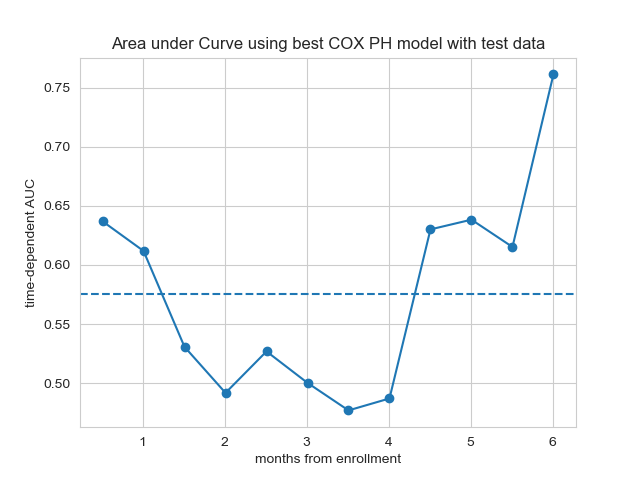 Area under Curve using best COX PH model with test data
time-dependent AUC
0.75
0.70
0.65
0.60
0.55
0.50
1 2 3 4 5 6
months from enrollment